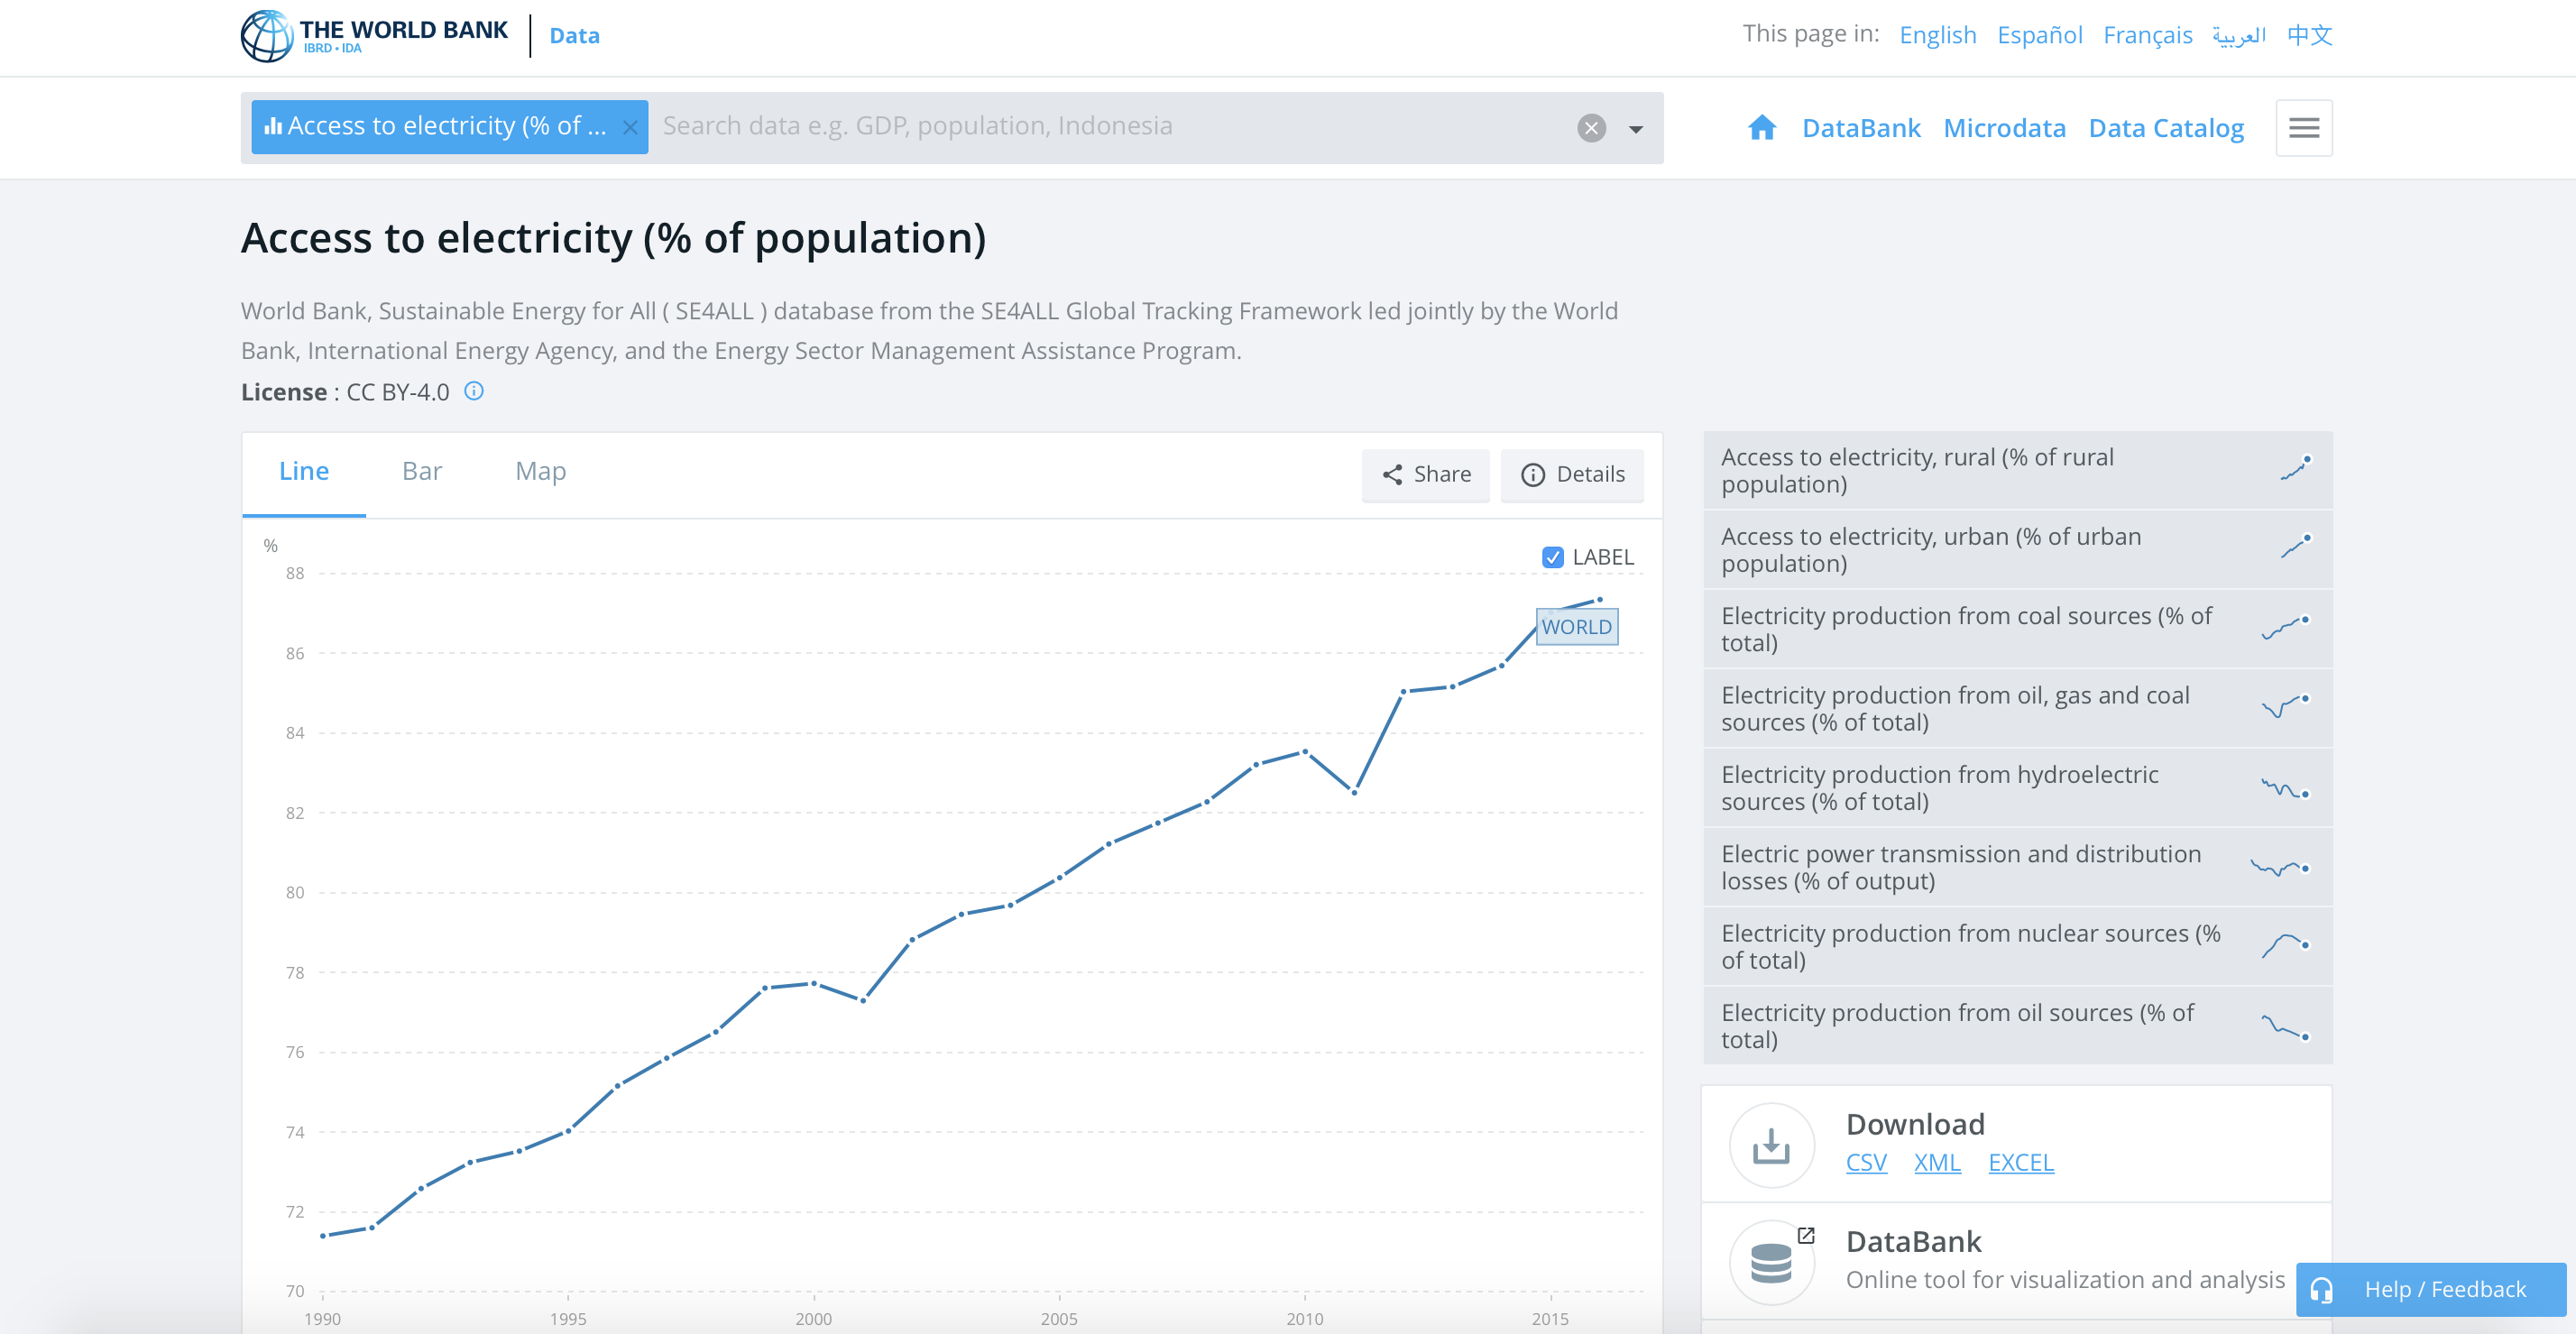 THE WORLD BANK
IBRD • IDA
Data
This page in: English Español Français العربية 中文
Access to electricity (% of ...
Search data e.g. GDP, population, Indonesia
DataBank Microdata Data Catalog
Access to electricity (% of population)
World Bank, Sustainable Energy for All ( SE4ALL ) database from the SE4ALL Global Tracking Framework led jointly by the World
Bank, International Energy Agency, and the Energy Sector Management Assistance Program.
License : CC BY-4.0
Line Bar Map
Share Details
%
LABEL
88
WORLD
86
84
82
80
78
76
74
72
70
1990 1995 2000 2005 2010 2015
Access to electricity, rural (% of rural
population)
Access to electricity, urban (% of urban
population)
Electricity production from coal sources (% of
total)
Electricity production from oil, gas and coal
sources (% of total)
Electricity production from hydroelectric
sources (% of total)
Electric power transmission and distribution
losses (% of output)
Electricity production from nuclear sources (%
of total)
Electricity production from oil sources (% of
total)
Download
CSV XML EXCEL
DataBank
Online tool for visualization and analysis
Help / Feedback